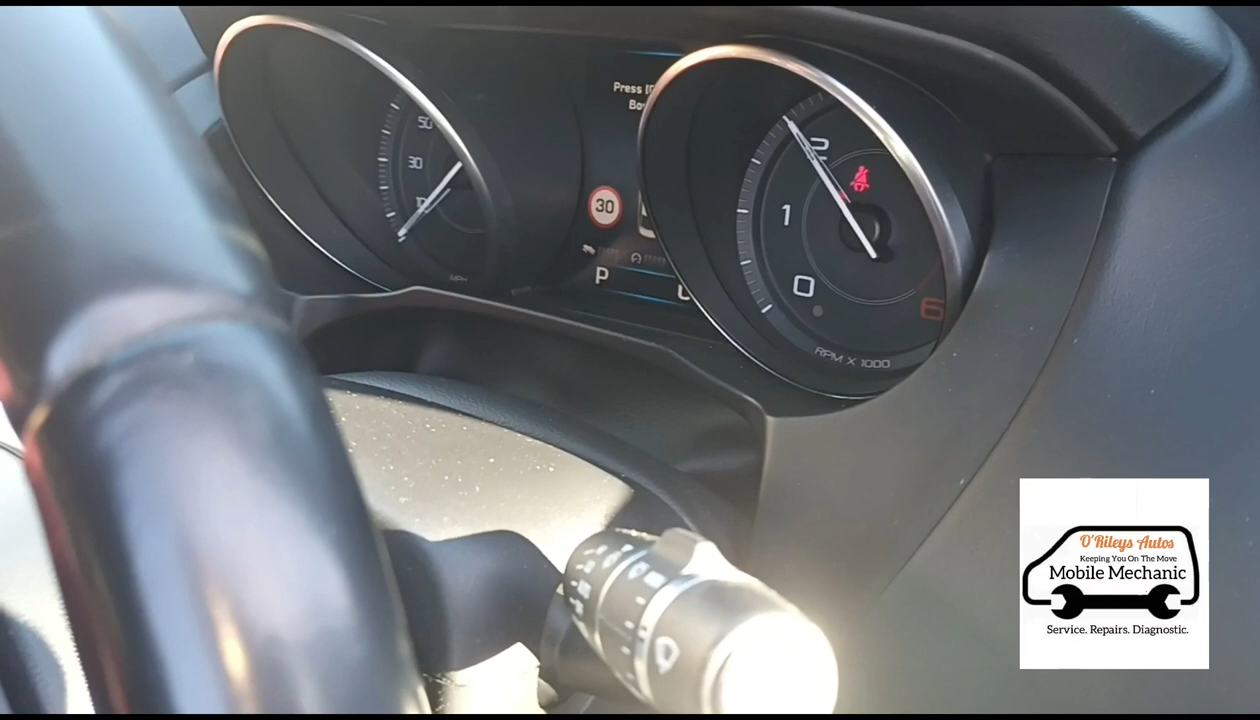 50
30
10
MPH
Press
30
P
2
1
0
6
RPM X 1000
O'Rileys Autos
Keeping You On The Move
Mobile Mechanic
Service. Repairs. Diagnostic.